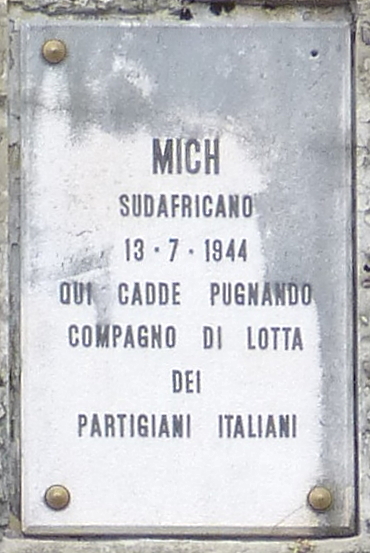 MICH
SUDAFRICANO
13·7·1944
QUI CADDE PUGNANDO
COMPAGNO DI LOTTA
DEI
PARTIGIANI ITALIANI